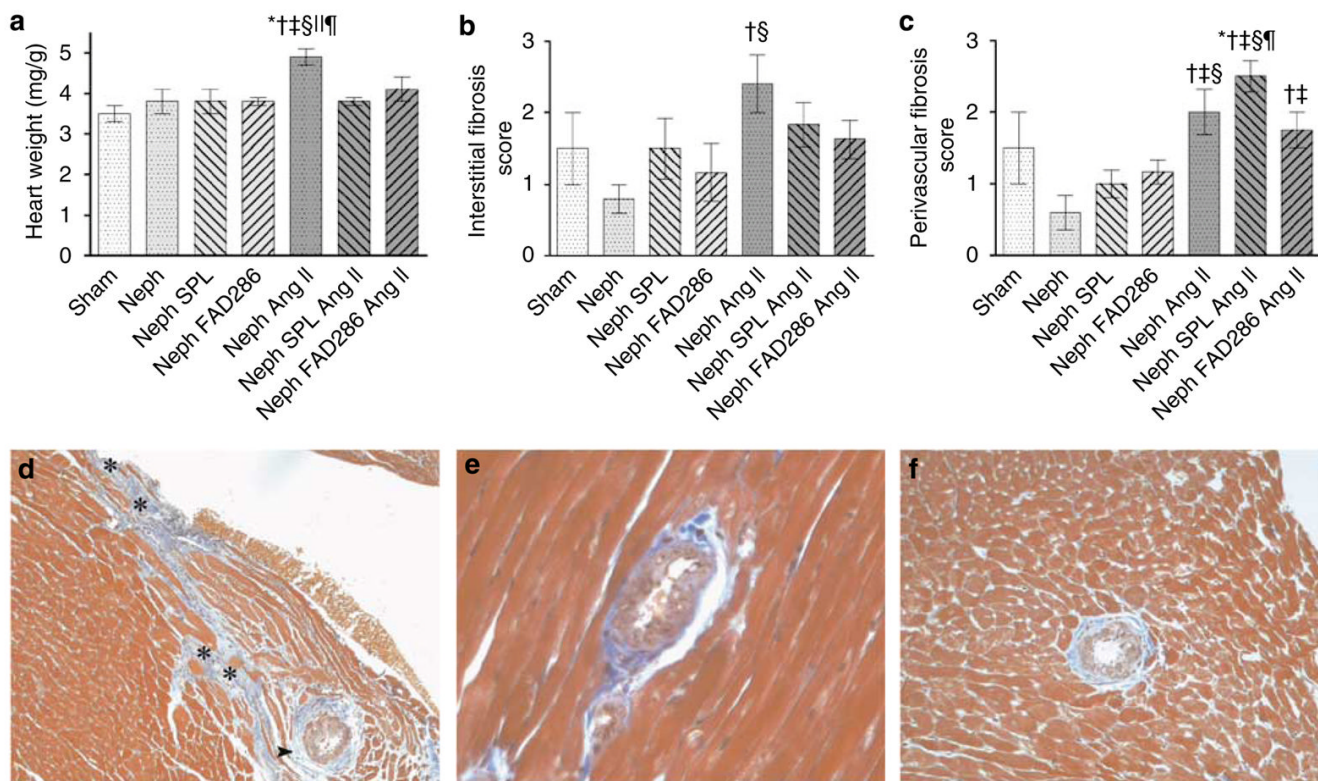 a
*†‡§||¶
Heart weight (mg/g)
5
4
3
2
1
0
Sham
Neph
Neph SPL
Neph FAD286
Neph Ang II
Neph SPL Ang II
Neph FAD286 Ang II
b
†§
Interstitial fibrosis
score
3
2
1
0
Sham
Neph
Neph SPL
Neph FAD286
Neph Ang II
Neph SPL Ang II
Neph FAD286 Ang II
c
*†‡§¶
†‡§
†‡
Perivascular fibrosis
score
3
2
1
0
Sham
Neph
Neph SPL
Neph FAD286
Neph Ang II
Neph SPL Ang II
Neph FAD286 Ang II
d
*
*
*
*
e
f